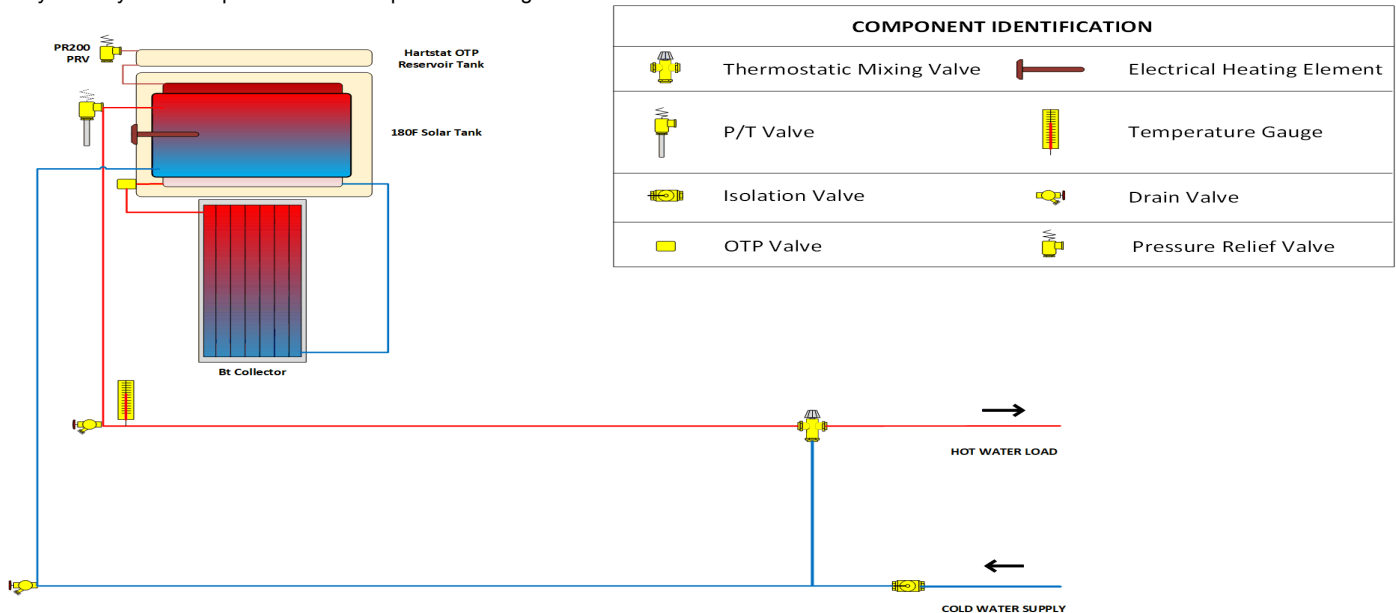 PR200
PRV
Hartstat OTP
Reservoir Tank
180F Solar Tank
Bt Collector
HOT WATER LOAD
COLD WATER SUPPLY
COMPONENT IDENTIFICATION
Thermostatic Mixing Valve
Electrical Heating Element
P/T Valve
Temperature Gauge
Isolation Valve
Drain Valve
OTP Valve
Pressure Relief Valve